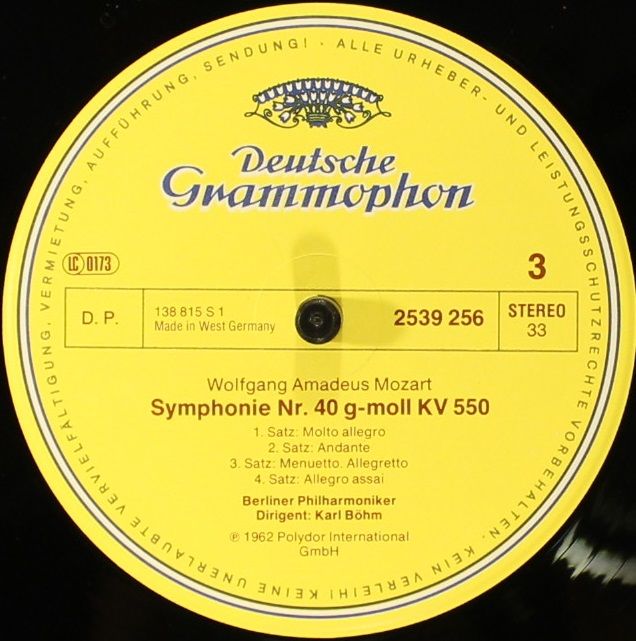 KEINE UNERLAUBTE VERVIELFÄLTIGUNG, VERMIETUNG, AUFFÜHRUNG, SENDUNG! · ALLE URHEBER- UND LEISTUNGSSCHUTZRECHTE VORBEHALTEN. KEIN VERLEIH!
Deutsche
Grammophon
LC 0173
3
D. P.
138 815 S 1
Made in West Germany
2539 256
STEREO
33
Wolfgang Amadeus Mozart
Symphonie Nr. 40 g-moll KV 550
1. Satz: Molto allegro
2. Satz: Andante
3. Satz: Menuetto. Allegretto
4. Satz: Allegro assai
Berliner Philharmoniker
Dirigent: Karl Böhm
℗ 1962 Polydor International
GmbH